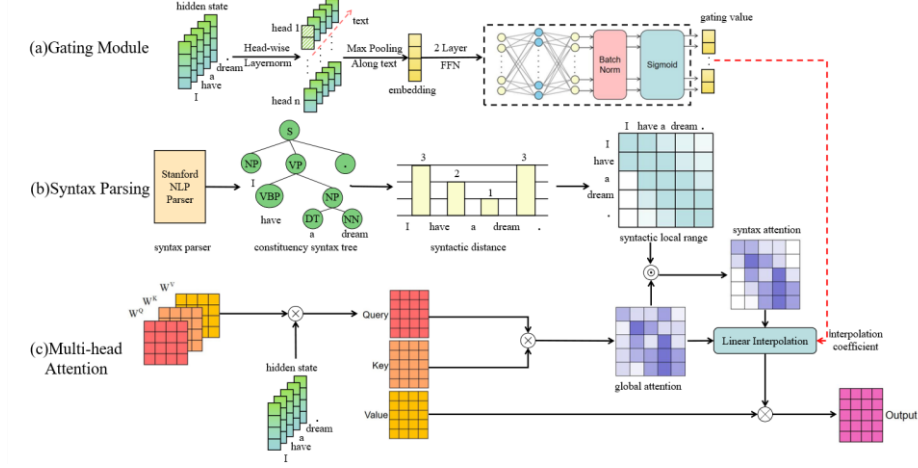 hidden state
(a)Gating Module
I
have
a
dream
.
Head-wise
Layernorm
head 1
head n
text
Max Pooling
Along text
embedding
2 Layer
FFN
Batch
Norm
Sigmoid
gating value
(b)Syntax Parsing
Stanford
NLP
Parser
syntax parser
S
NP
VP
.
I
VBP
NP
have
DT
NN
a
dream
constituency syntax tree
3
2
1
3
I have a dream .
syntactic distance
I have a dream .
I
have
a
dream
.
syntactic local range
syntax attention
(c)Multi-head
Attention
W^Q
W^K
W^V
hidden state
I
have
a
dream
.
Query
Key
Value
global attention
Linear Interpolation
interpolation
coefficient
Output